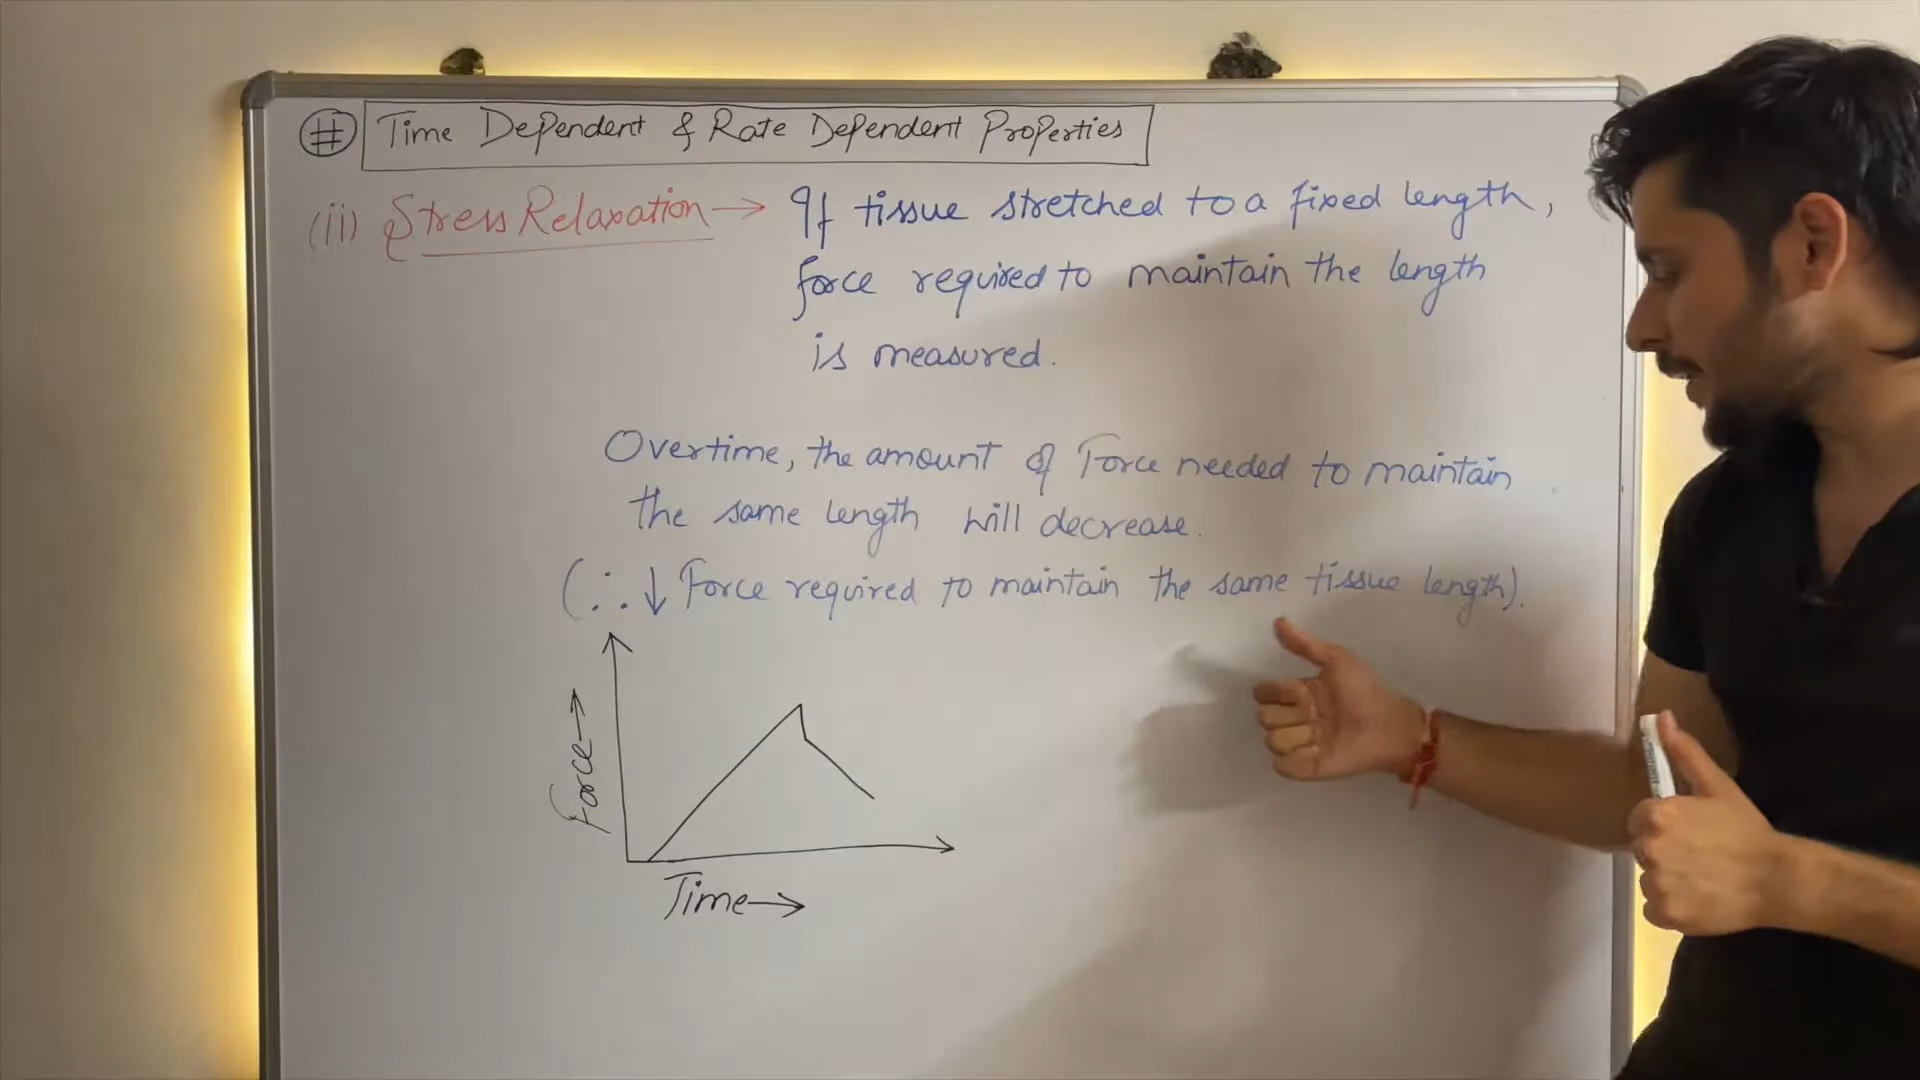 # Time Dependent & Rate Dependent Properties
(ii) Stress Relaxation → If tissue stretched to a fixed length,
force required to maintain the length
is measured.
Overtime, the amount of Force needed to maintain
the same length will decrease.
(∴ ↓ Force required to maintain the same tissue length).
Force→
Time→